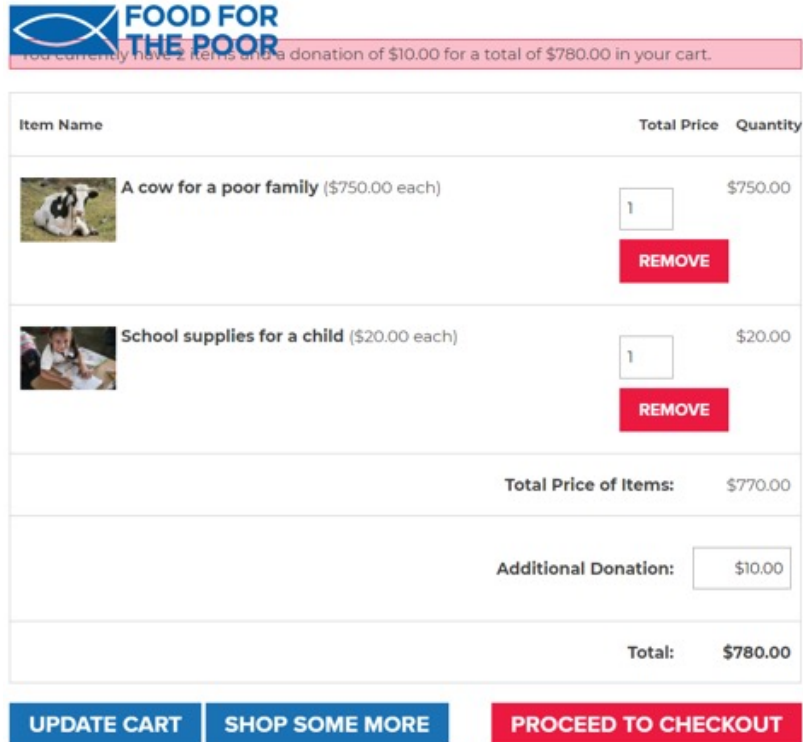 FOOD FOR
THE POOR
You currently have 2 items and a donation of $10.00 for a total of $780.00 in your cart.
Item Name Total Price Quantity
A cow for a poor family ($750.00 each) 1 $750.00
REMOVE
School supplies for a child ($20.00 each) 1 $20.00
REMOVE
Total Price of Items: $770.00
Additional Donation: $10.00
Total: $780.00
UPDATE CART SHOP SOME MORE PROCEED TO CHECKOUT